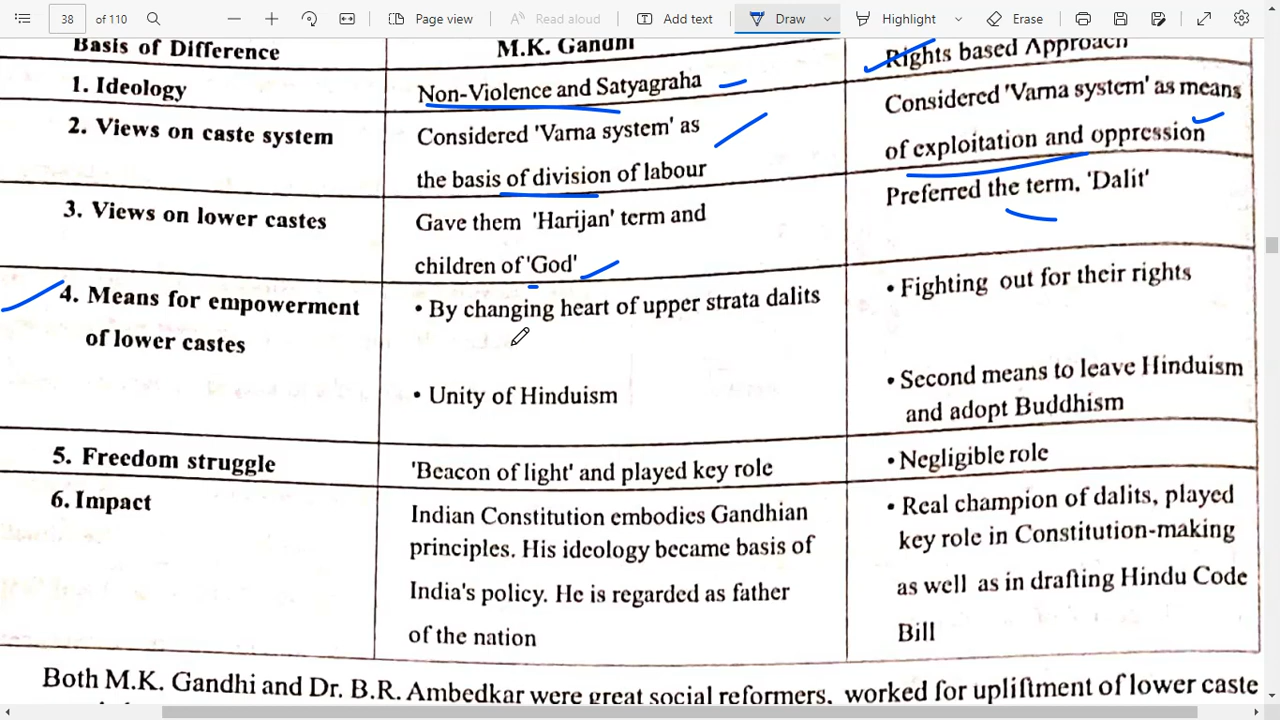 38 of 110 Page view Read aloud Add text Draw Highlight Erase
Basis of Difference M.K. Gandhi
1. Ideology Non-Violence and Satyagraha Rights based Approach
2. Views on caste system Considered 'Varna system' as Considered 'Varna system' as means
the basis of division of labour of exploitation and oppression
3. Views on lower castes Gave them 'Harijan' term and Preferred the term, 'Dalit'
children of 'God'
4. Means for empowerment • By changing heart of upper strata dalits • Fighting out for their rights
of lower castes
• Unity of Hinduism • Second means to leave Hinduism
and adopt Buddhism
5. Freedom struggle 'Beacon of light' and played key role • Negligible role
6. Impact Indian Constitution embodies Gandhian • Real champion of dalits, played
principles. His ideology became basis of key role in Constitution-making
India's policy. He is regarded as father as well as in drafting Hindu Code
of the nation Bill
Both M.K. Gandhi and Dr. B.R. Ambedkar were great social reformers, worked for upliftment of lower caste